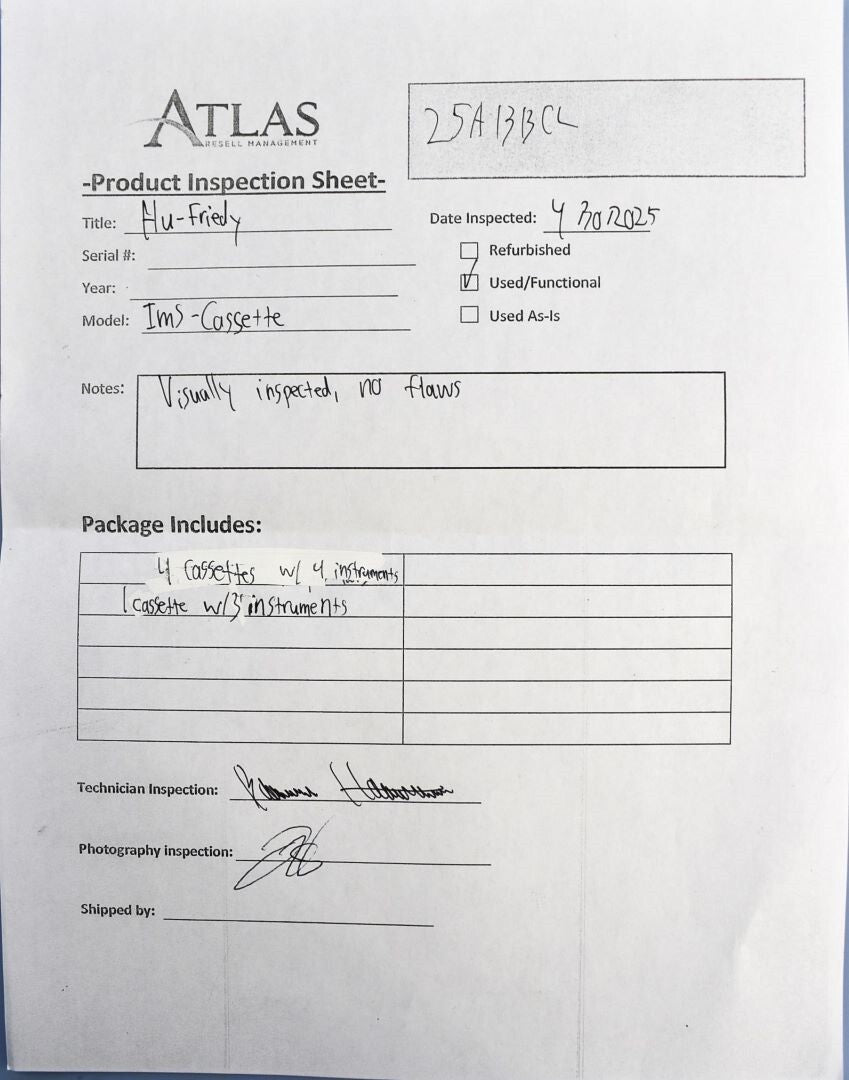 ATLAS
RESELL MANAGEMENT
25A13BCL
-Product Inspection Sheet-
Title: Hu-Friedy
Date Inspected: 4 30 2025
Serial #:
Refurbished
Year:
Used/Functional
Model: Ims-Cassette
Used As-Is
Notes: Visually inspected, no flaws
Package Includes:
4 Cassettes w/ 4 instruments
1 cassette w/3 instruments
Technician Inspection:
Photography inspection:
Shipped by: